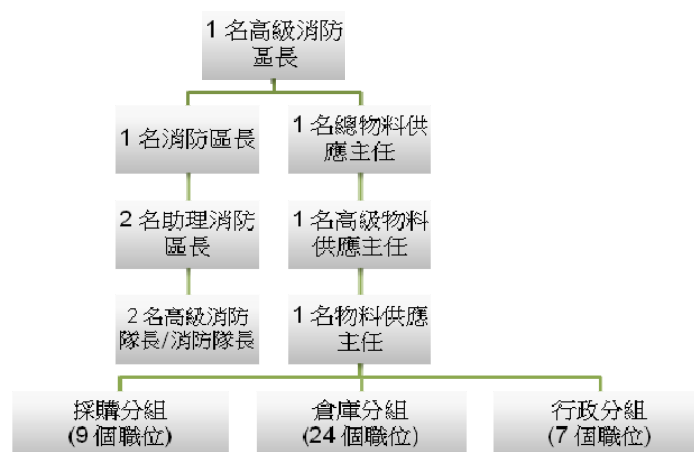 1 名高級消防
區長
1 名消防區長
1 名總物料供
應主任
2 名助理消防
區長
1 名高級物料
供應主任
2 名高級消防
隊長/消防隊長
1 名物料供應
主任
採購分組
(9 個職位)
倉庫分組
(24 個職位)
行政分組
(7 個職位)